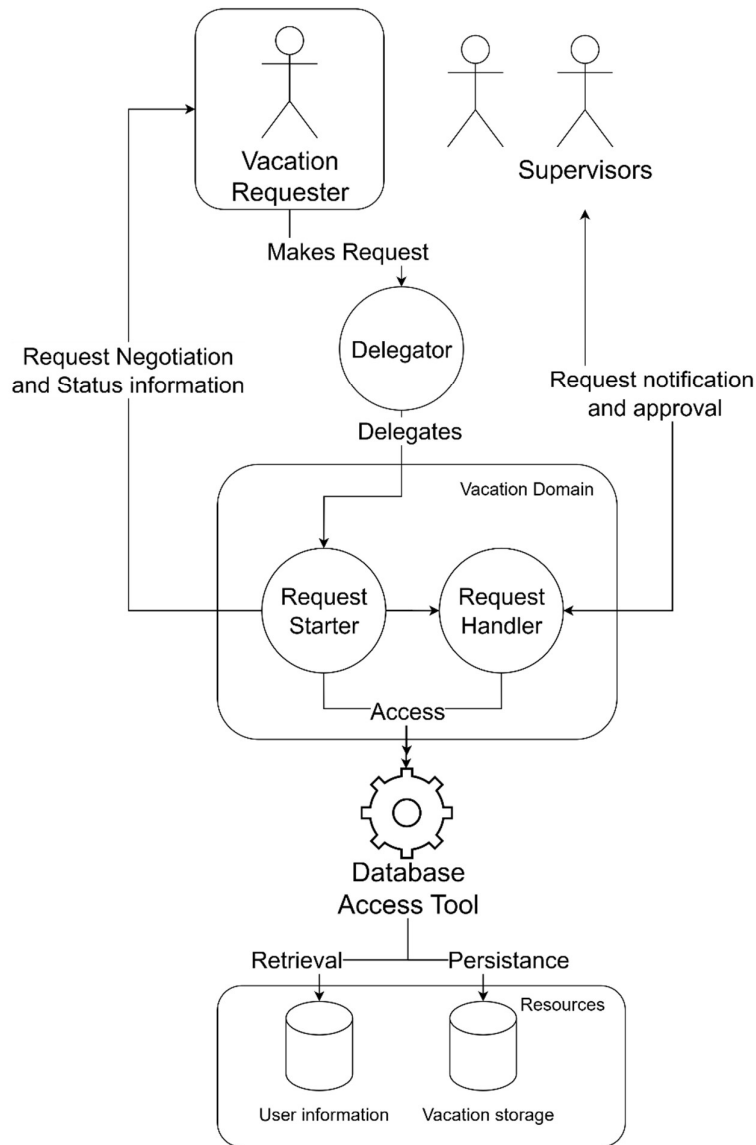 Vacation
Requester
Supervisors
Makes Request
Delegator
Request Negotiation
and Status information
Request notification
and approval
Delegates
Vacation Domain
Request
Starter
Request
Handler
Access
Database
Access Tool
Retrieval
Persistance
Resources
User information
Vacation storage